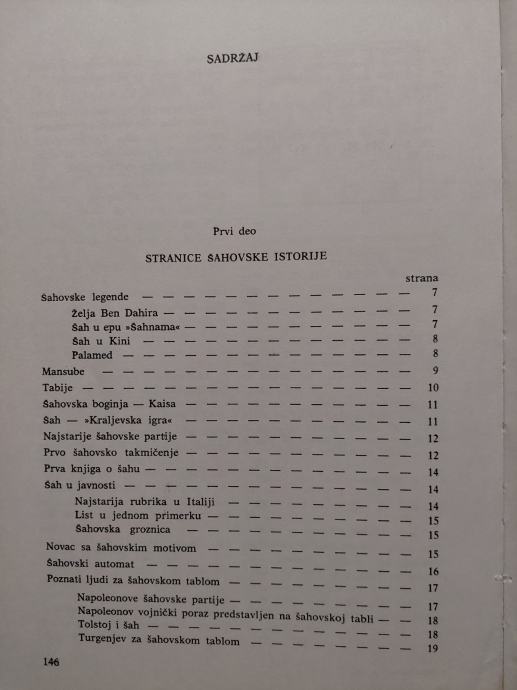 SADRŽAJ
Prvi deo
STRANICE ŠAHOVSKE ISTORIJE
strana
Šahovske legende — — — — — — — — — — — 7
Želja Ben Dahira — — — — — — — — — — — 7
Šah u epu »Šahnama« — — — — — — — — — — 7
Šah u Kini — — — — — — — — — — — — 8
Palamed — — — — — — — — — — — — 8
Mansube — — — — — — — — — — — — — 9
Tabije — — — — — — — — — — — — — — 10
Šahovska boginja — Kaisa — — — — — — — — — 11
Šah — »Kraljevska igra« — — — — — — — — — 11
Najstarije šahovske partije — — — — — — — — — 12
Prvo šahovsko takmičenje — — — — — — — — — 12
Prva knjiga o šahu — — — — — — — — — — — 14
Šah u javnosti — — — — — — — — — — — — 14
Najstarija rubrika u Italiji — — — — — — — — 14
List u jednom primerku — — — — — — — — — 15
Šahovska groznica — — — — — — — — — — 15
Novac sa šahovskim motivom — — — — — — — — 15
Šahovski automat — — — — — — — — — — — 16
Poznati ljudi za šahovskom tablom — — — — — — — — 17
Napoleonove šahovske partije — — — — — — — — 17
Napoleonov vojnički poraz predstavljen na šahovskoj tabli — — 18
Tolstoj i šah — — — — — — — — — — — 18
Turgenjev za šahovskom tablom — — — — — — — 19
146